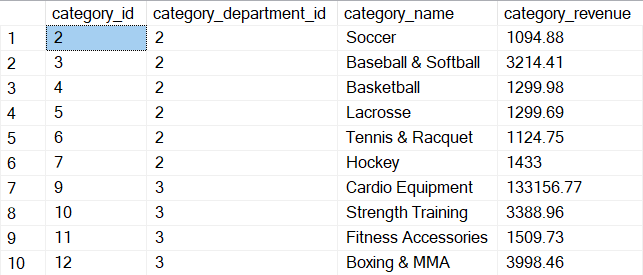 category_id category_department_id category_name category_revenue
1 2 2 Soccer 1094.88
2 3 2 Baseball & Softball 3214.41
3 4 2 Basketball 1299.98
4 5 2 Lacrosse 1299.69
5 6 2 Tennis & Racquet 1124.75
6 7 2 Hockey 1433
7 9 3 Cardio Equipment 133156.77
8 10 3 Strength Training 3388.96
9 11 3 Fitness Accessories 1509.73
10 12 3 Boxing & MMA 3998.46